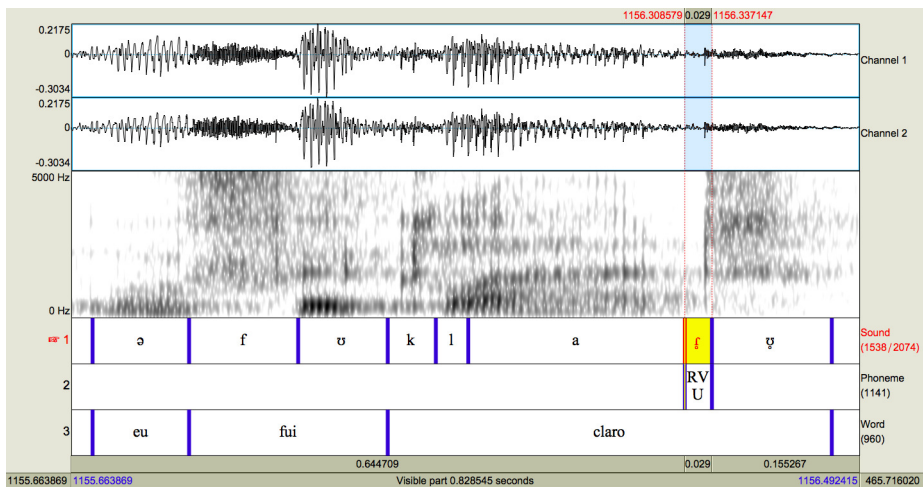 1156.308579 0.029 1156.337147
0.2175
0
-0.3034
Channel 1
0.2175
0
-0.3034
Channel 2
5000 Hz
0 Hz
☞ 1 ə f ʊ k l a ɾ̥ ʊ̥ Sound
(1538/2074)
2 RV
U Phoneme
(1141)
3 eu fui claro Word
(960)
0.644709 0.029 0.155267
1155.663869 1155.663869 Visible part 0.828545 seconds 1156.492415 465.716020